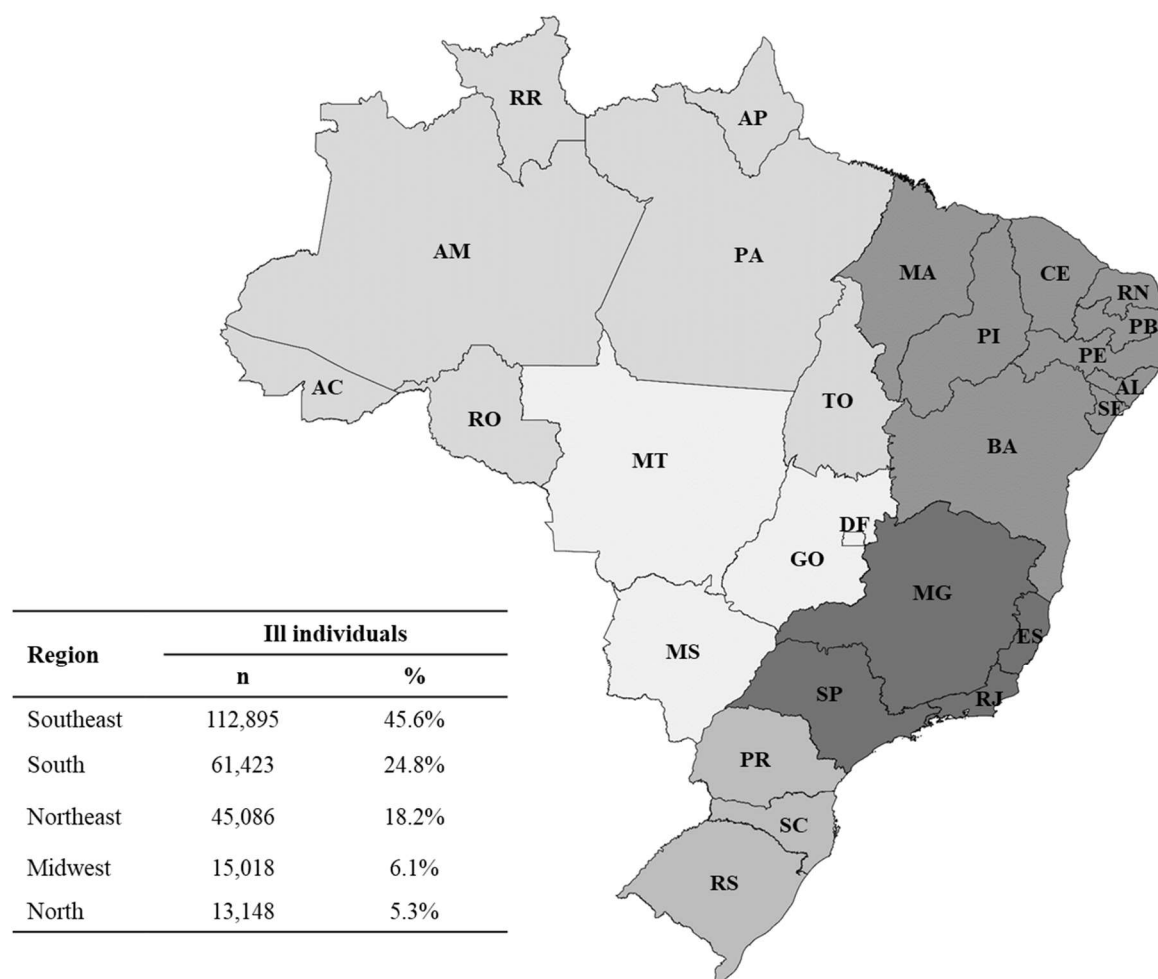 RR
AP
AM
PA
MA
CE
RN
PB
PI
PE
AC
TO
AL
SE
RO
BA
MT
DF
GO
MG
ES
MS
SP
RJ
PR
SC
RS
Region Ill individuals
n %
Southeast 112,895 45.6%
South 61,423 24.8%
Northeast 45,086 18.2%
Midwest 15,018 6.1%
North 13,148 5.3%